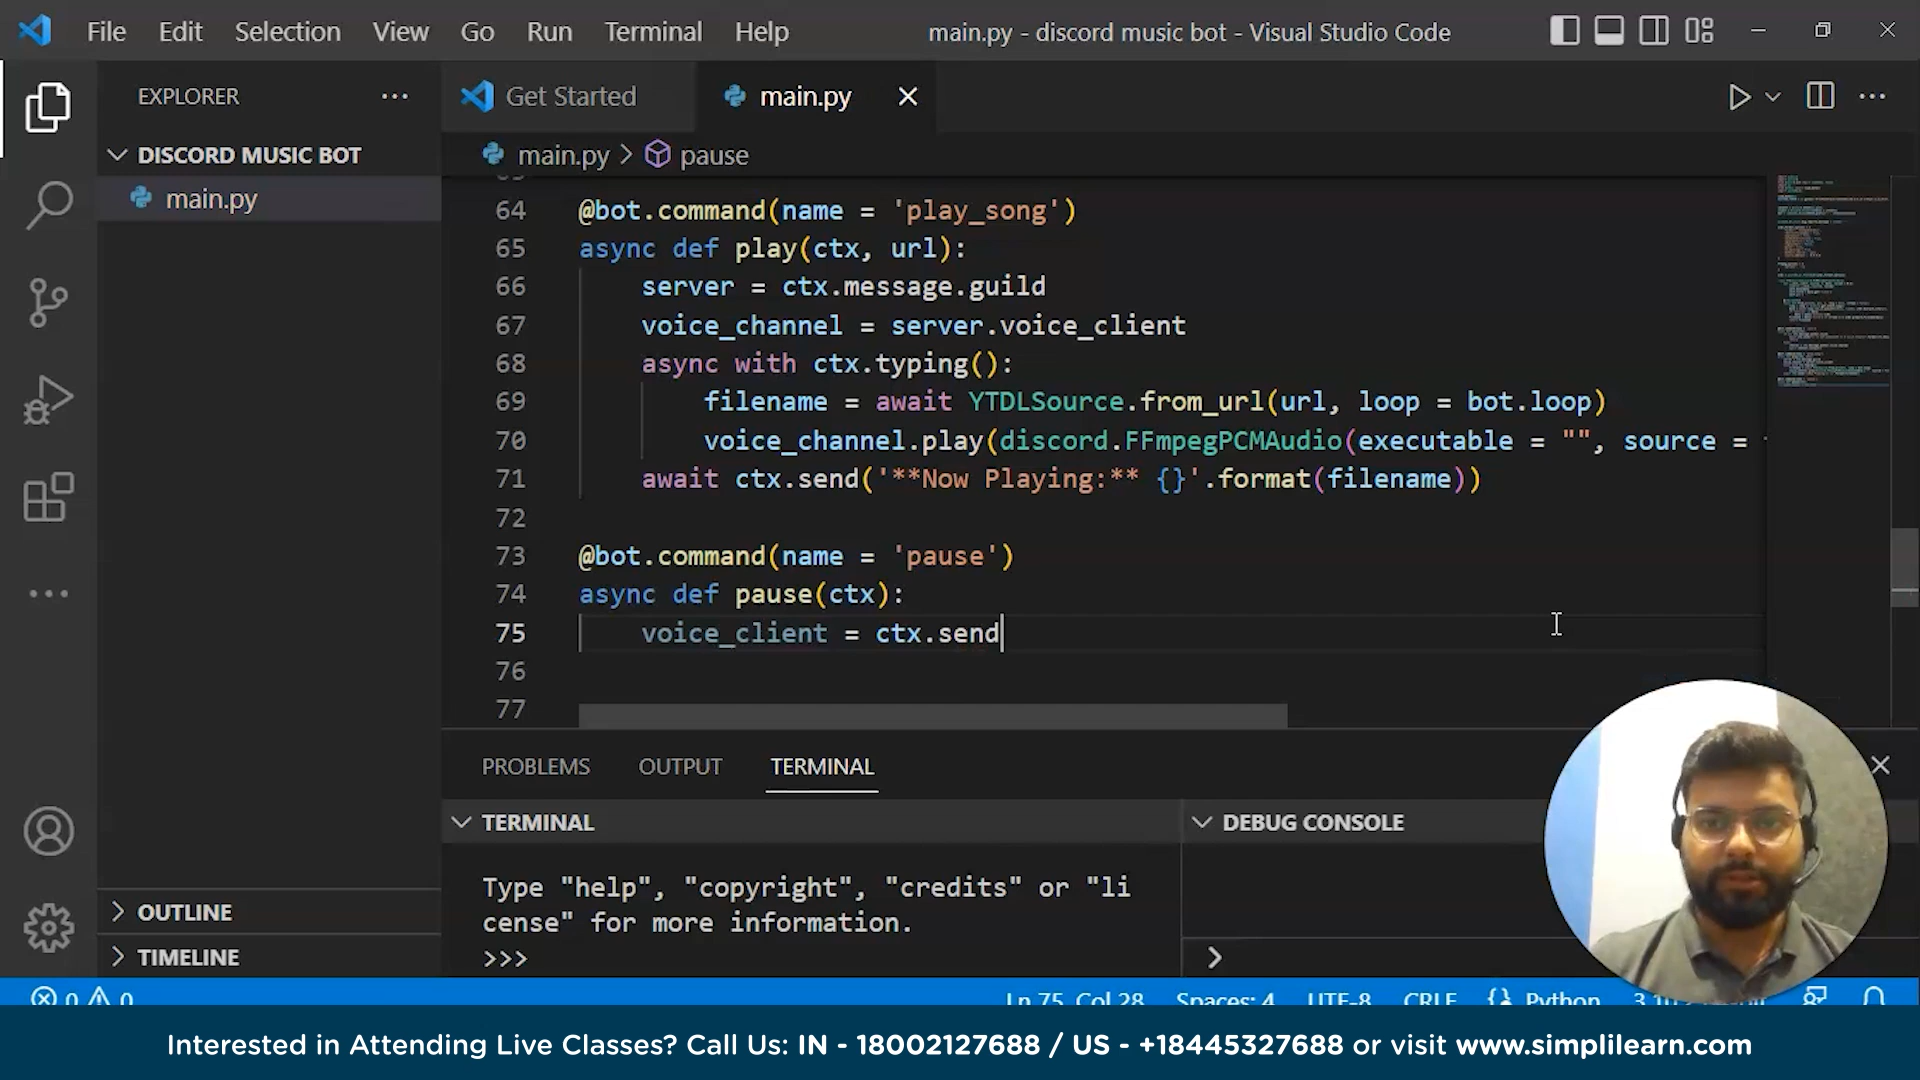 File Edit Selection View Go Run Terminal Help main.py - discord music bot - Visual Studio Code
EXPLORER
Get Started
main.py
DISCORD MUSIC BOT
main.py
main.py > pause
64 @bot.command(name = 'play_song')
65 async def play(ctx, url):
66 server = ctx.message.guild
67 voice_channel = server.voice_client
68 async with ctx.typing():
69 filename = await YTDLSource.from_url(url, loop = bot.loop)
70 voice_channel.play(discord.FFmpegPCMAudio(executable = "", source =
71 await ctx.send('**Now Playing:** {}'.format(filename))
72
73 @bot.command(name = 'pause')
74 async def pause(ctx):
75 voice_client = ctx.send
76
77
PROBLEMS OUTPUT TERMINAL
TERMINAL
DEBUG CONSOLE
Type "help", "copyright", "credits" or "li
cense" for more information.
>>>
OUTLINE
TIMELINE
0 0 Ln 75, Col 28 Spaces: 4 UTF-8 CRLF Python
Interested in Attending Live Classes? Call Us: IN - 18002127688 / US - +18445327688 or visit www.simplilearn.com